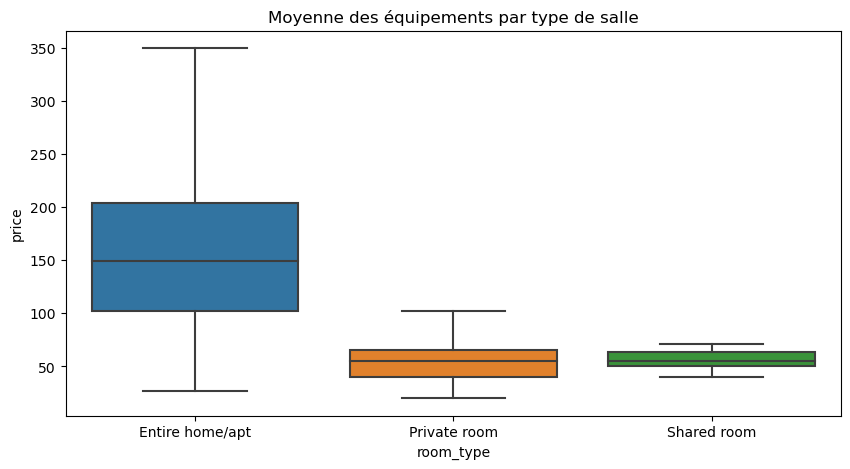 Moyenne des équipements par type de salle
350
300
250
200
150
100
50
price
Entire home/apt Private room Shared room
room_type